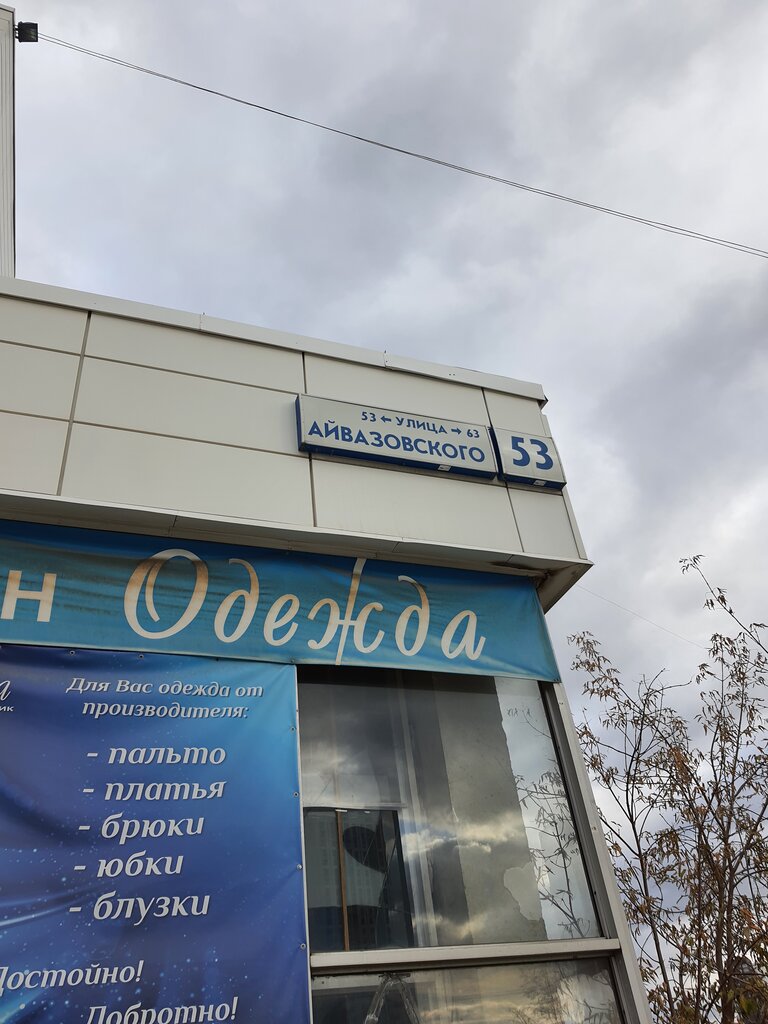 53 ← УЛИЦА → 63
АЙВАЗОВСКОГО
53
н Одежда
Для Вас одежда от
производителя:
- пальто
- платья
- брюки
- юбки
- блузки
Достойно!
Добротно!